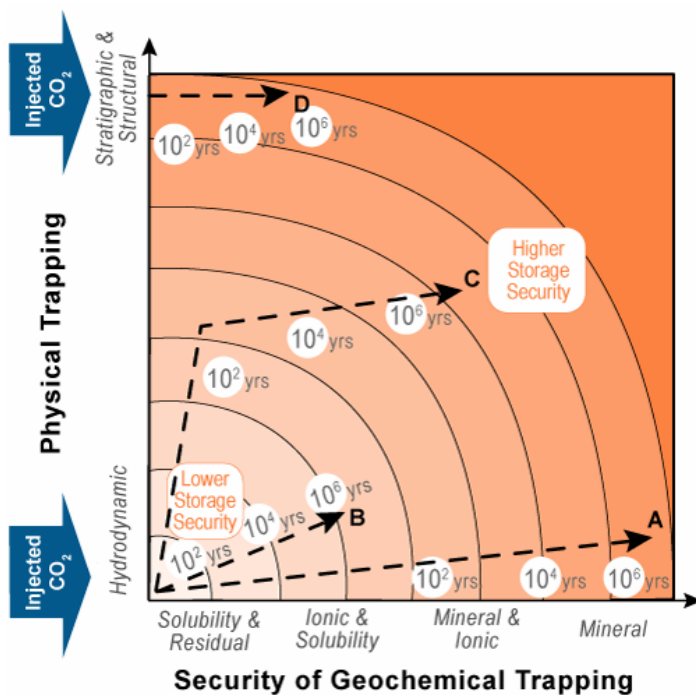 Injected
CO2
Stratigraphic &
Structural
D
10² yrs
10⁴ yrs
10⁶ yrs
Higher
Storage
Security
C
10⁶ yrs
10⁴ yrs
10² yrs
Physical Trapping
Lower
Storage
Security
10⁶ yrs
10⁴ yrs
B
10² yrs
A
Hydrodynamic
Injected
CO2
10² yrs
10⁴ yrs
10⁶ yrs
Solubility &
Residual
Ionic &
Solubility
Mineral &
Ionic
Mineral
Security of Geochemical Trapping